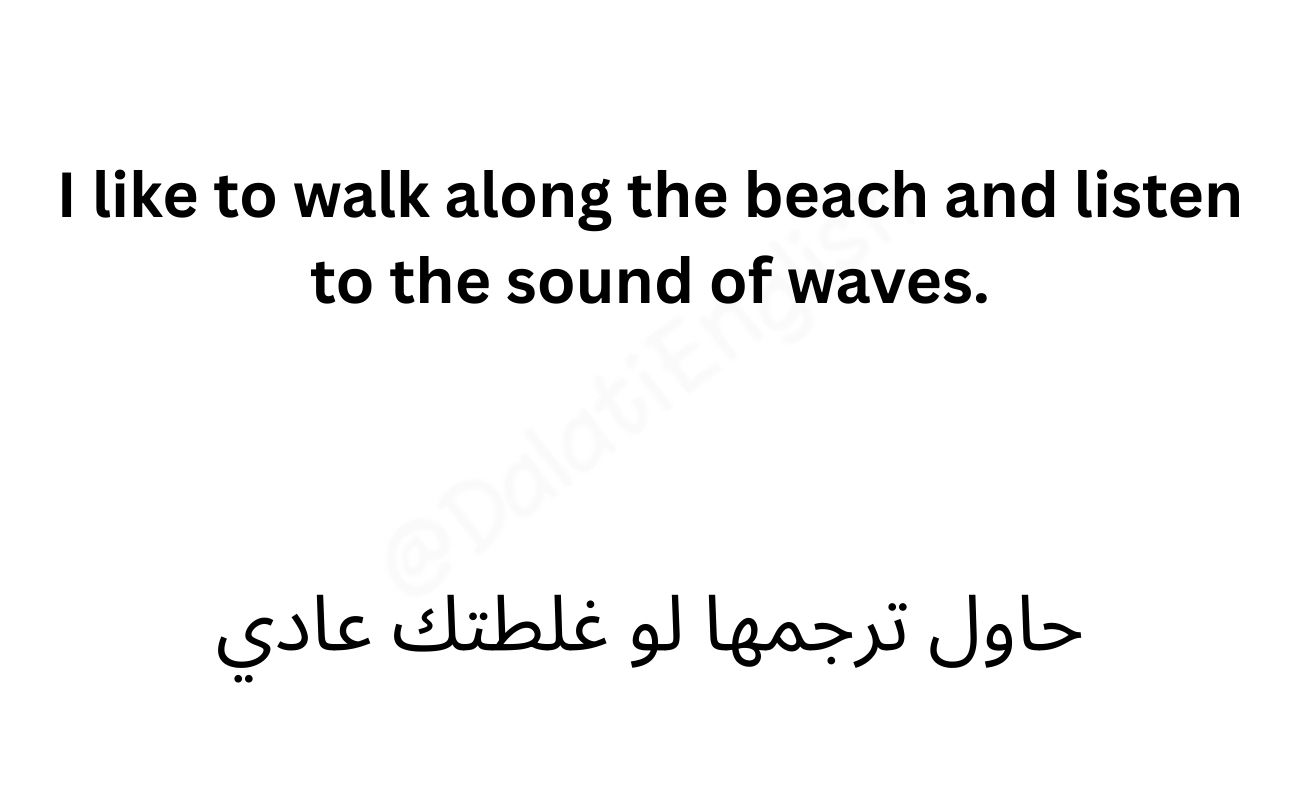 I like to walk along the beach and listen
to the sound of waves.
@DalatiEnglish
حاول ترجمها لو غلطتك عادي